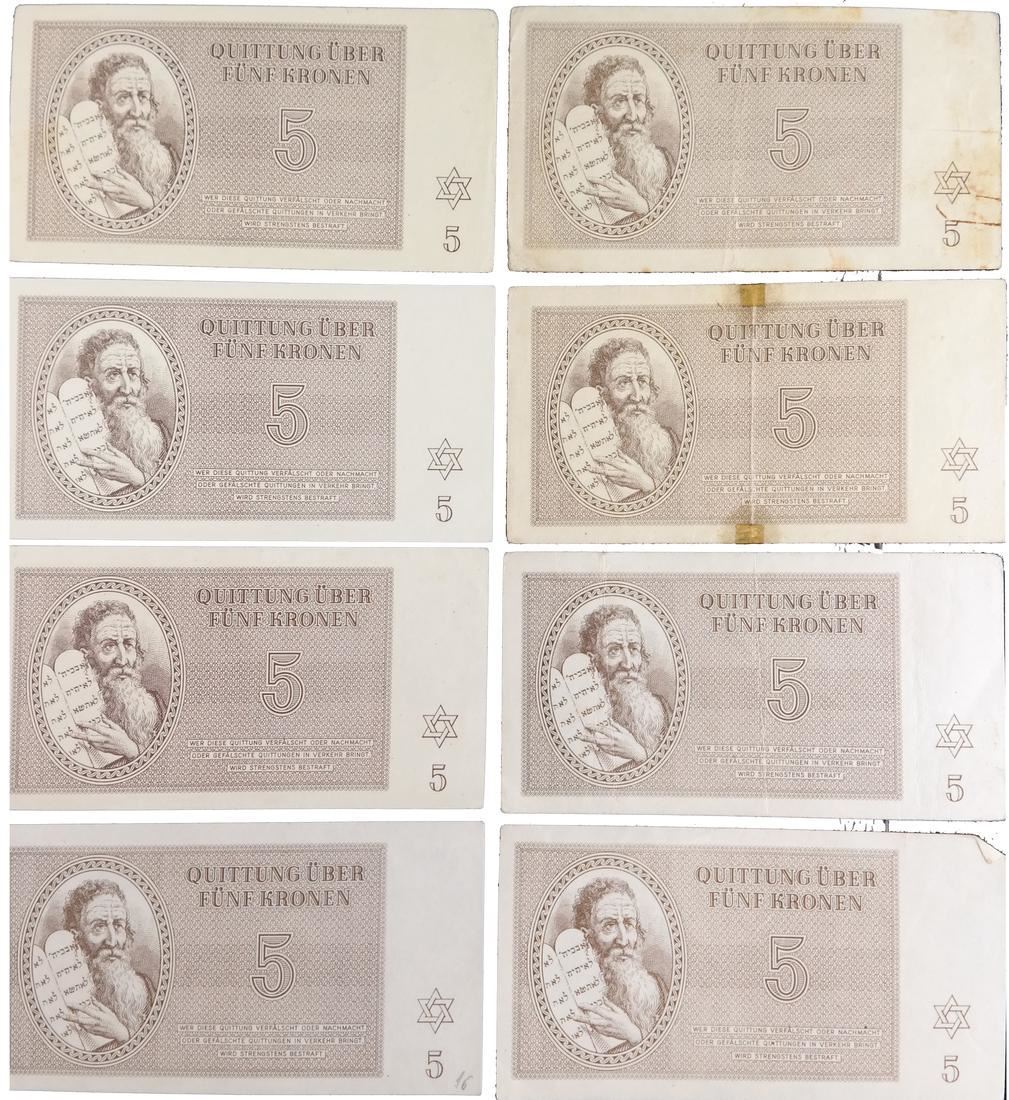 QUITTUNG ÜBER
FÜNF KRONEN
5
WER DIESE QUITTUNG VERFÄLSCHT ODER NACHMACHT
ODER GEFÄLSCHTE QUITTUNGEN IN VERKEHR BRINGT,
WIRD STRENGSTENS BESTRAFT.
5
QUITTUNG ÜBER
FÜNF KRONEN
5
WER DIESE QUITTUNG VERFÄLSCHT ODER NACHMACHT
ODER GEFÄLSCHTE QUITTUNGEN IN VERKEHR BRINGT,
WIRD STRENGSTENS BESTRAFT.
5
QUITTUNG ÜBER
FÜNF KRONEN
5
WER DIESE QUITTUNG VERFÄLSCHT ODER NACHMACHT
ODER GEFÄLSCHTE QUITTUNGEN IN VERKEHR BRINGT,
WIRD STRENGSTENS BESTRAFT.
5
QUITTUNG ÜBER
FÜNF KRONEN
5
WER DIESE QUITTUNG VERFÄLSCHT ODER NACHMACHT
ODER GEFÄLSCHTE QUITTUNGEN IN VERKEHR BRINGT,
WIRD STRENGSTENS BESTRAFT.
5
QUITTUNG ÜBER
FÜNF KRONEN
5
WER DIESE QUITTUNG VERFÄLSCHT ODER NACHMACHT
ODER GEFÄLSCHTE QUITTUNGEN IN VERKEHR BRINGT,
WIRD STRENGSTENS BESTRAFT.
5
QUITTUNG ÜBER
FÜNF KRONEN
5
WER DIESE QUITTUNG VERFÄLSCHT ODER NACHMACHT
ODER GEFÄLSCHTE QUITTUNGEN IN VERKEHR BRINGT,
WIRD STRENGSTENS BESTRAFT.
5
QUITTUNG ÜBER
FÜNF KRONEN
5
WER DIESE QUITTUNG VERFÄLSCHT ODER NACHMACHT
ODER GEFÄLSCHTE QUITTUNGEN IN VERKEHR BRINGT,
WIRD STRENGSTENS BESTRAFT.
5
16
QUITTUNG ÜBER
FÜNF KRONEN
5
WER DIESE QUITTUNG VERFÄLSCHT ODER NACHMACHT
ODER GEFÄLSCHTE QUITTUNGEN IN VERKEHR BRINGT,
WIRD STRENGSTENS BESTRAFT.
5